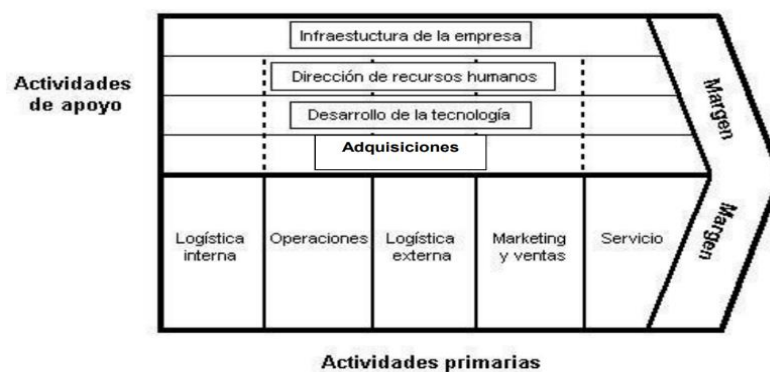 Infraestuctura de la empresa
Actividades
de apoyo
Dirección de recursos humanos
Desarrollo de la tecnología
Adquisiciones
Margen
Margen
Logística
interna
Operaciones
Logística
externa
Marketing
y ventas
Servicio
Actividades primarias